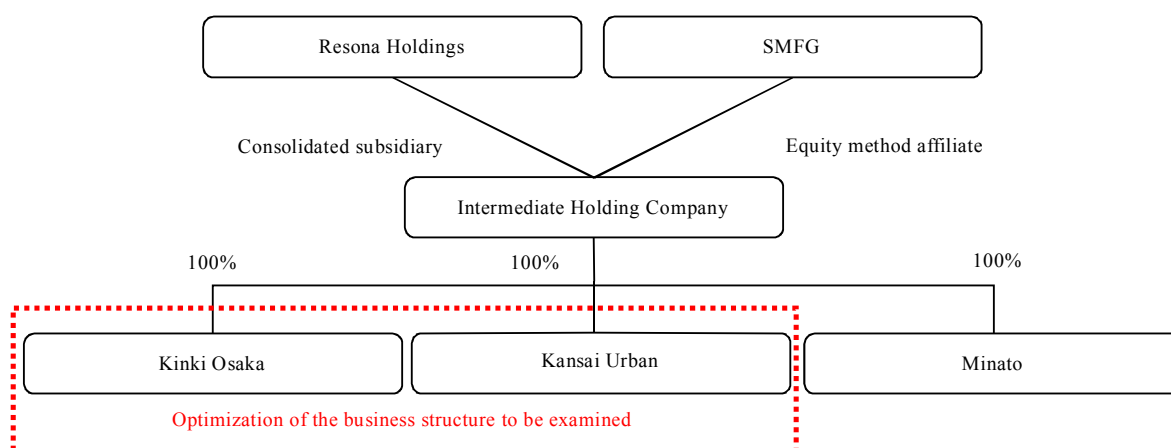 Resona Holdings
SMFG
Consolidated subsidiary
Equity method affiliate
Intermediate Holding Company
100%
100%
100%
Kinki Osaka
Kansai Urban
Minato
Optimization of the business structure to be examined